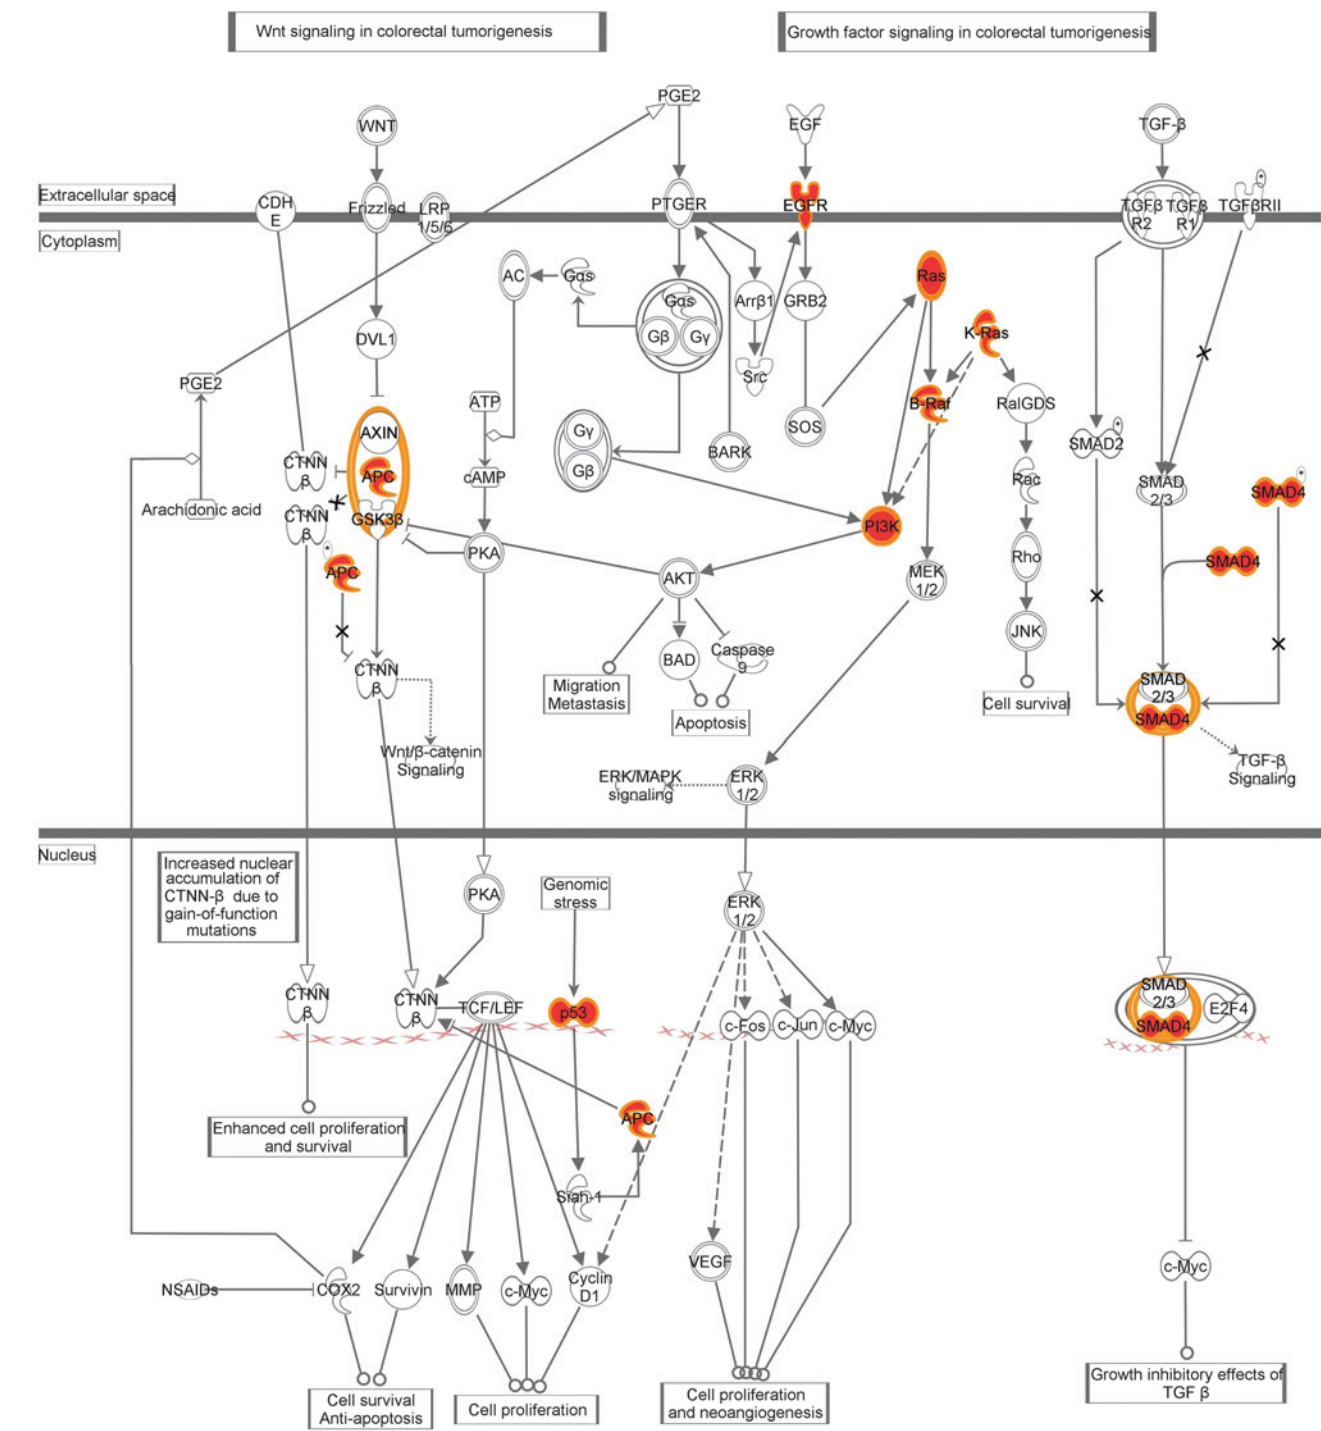 Wnt signaling in colorectal tumorigenesis
Growth factor signaling in colorectal tumorigenesis
PGE2
WNT
EGF
TGF-β
Extracellular space
CDH
E
Frizzled
LRP
1/5/6
PTGER
EGFR
TGFβ
R2
TGFβ
R1
TGFβRII
*
Cytoplasm
AC
Gαs
Gαs
Gβ
Gγ
Arrβ1
GRB2
Ras
K-Ras
DVL1
Src
PGE2
ATP
B-Raf
RalGDS
AXIN
Gγ
Gβ
BARK
SOS
SMAD2
*
CTNN
β
APC
cAMP
Rac
SMAD
2/3
SMAD4
*
Arachidonic acid
CTNN
β
GSK3β
PI3K
PKA
Rho
*
APC
AKT
MEK
1/2
SMAD4
JNK
CTNN
β
BAD
Caspase
9
Migration
Metastasis
Apoptosis
Cell survival
SMAD
2/3
SMAD4
Wnt/β-catenin
Signaling
ERK/MAPK
signaling
ERK
1/2
TGF-β
Signaling
Nucleus
Increased nuclear
accumulation of
CTNN-β due to
gain-of-function
mutations
PKA
Genomic
stress
ERK
1/2
CTNN
β
CTNN
β
TCF/LEF
p53
c-Fos
c-Jun
c-Myc
SMAD
2/3
SMAD4
E2F4
Enhanced cell proliferation
and survival
APC
Siah-1
VEGF
NSAIDs
COX2
Survivin
MMP
c-Myc
Cyclin
D1
c-Myc
Cell survival
Anti-apoptosis
Cell proliferation
Cell proliferation
and neoangiogenesis
Growth inhibitory effects of
TGF β